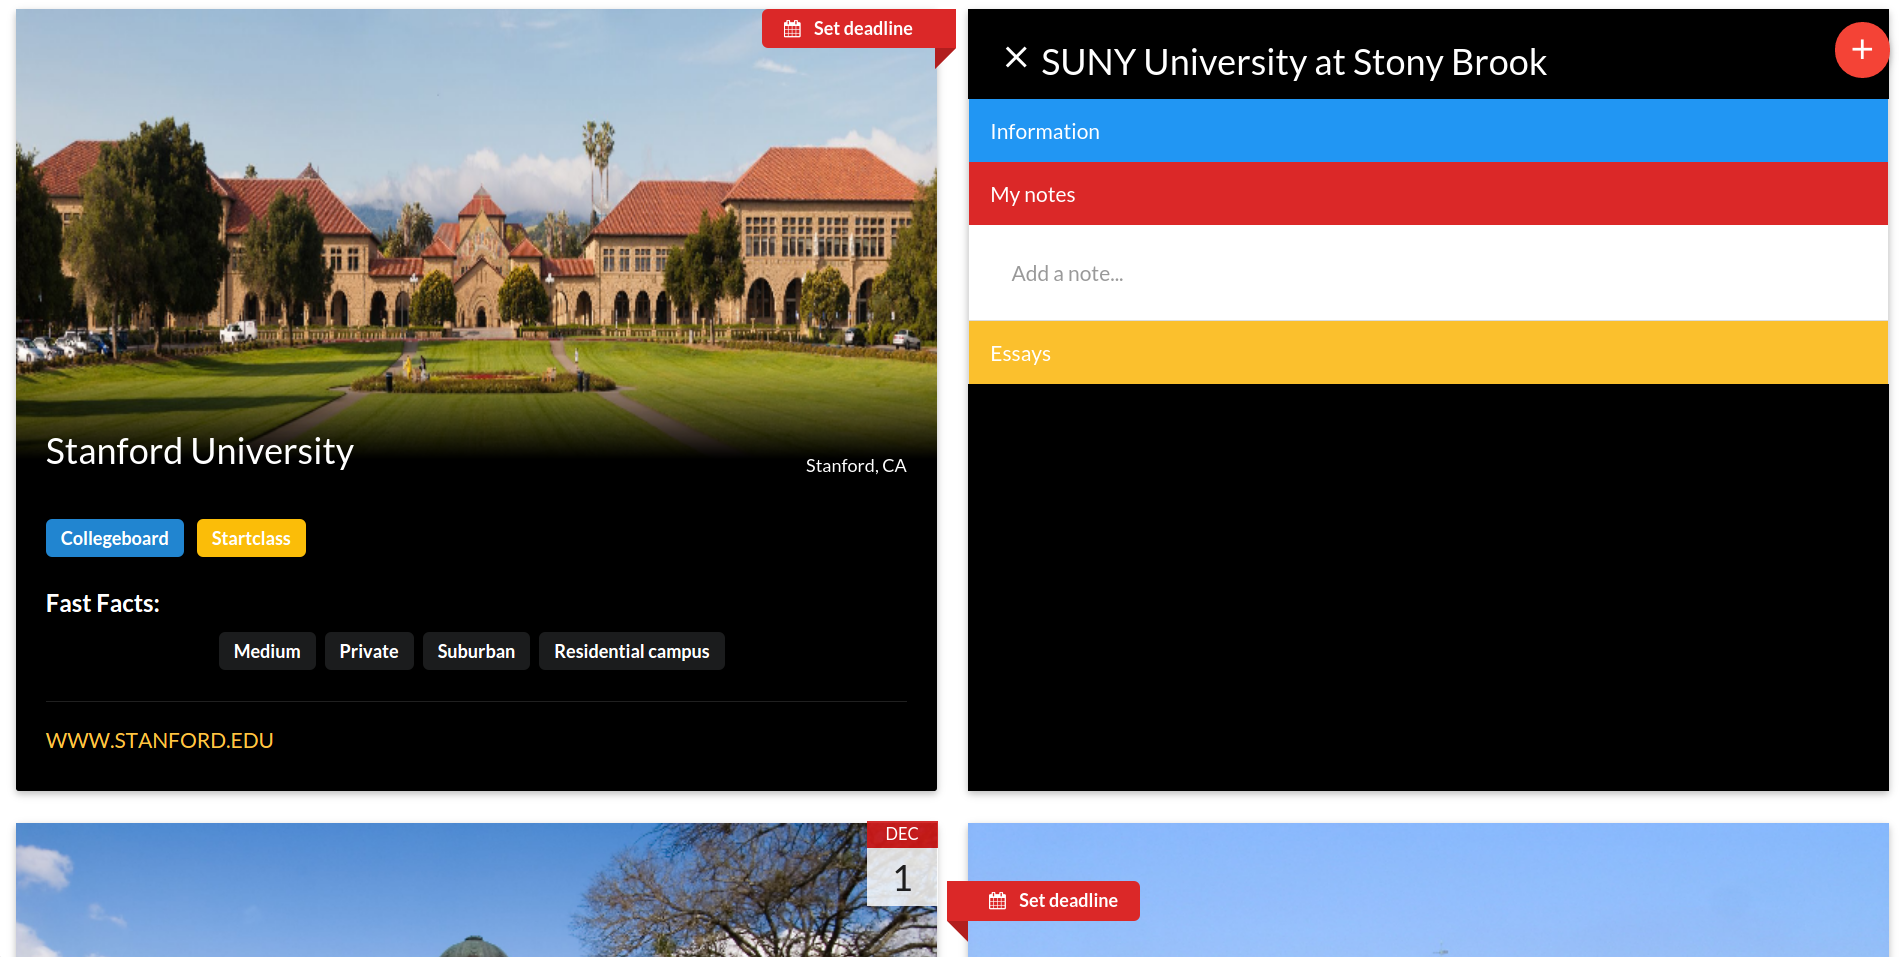 Set deadline
Stanford University
Stanford, CA
Collegeboard
Startclass
Fast Facts:
Medium
Private
Suburban
Residential campus
WWW.STANFORD.EDU
SUNY University at Stony Brook
Information
My notes
Add a note...
Essays
DEC
1
Set deadline